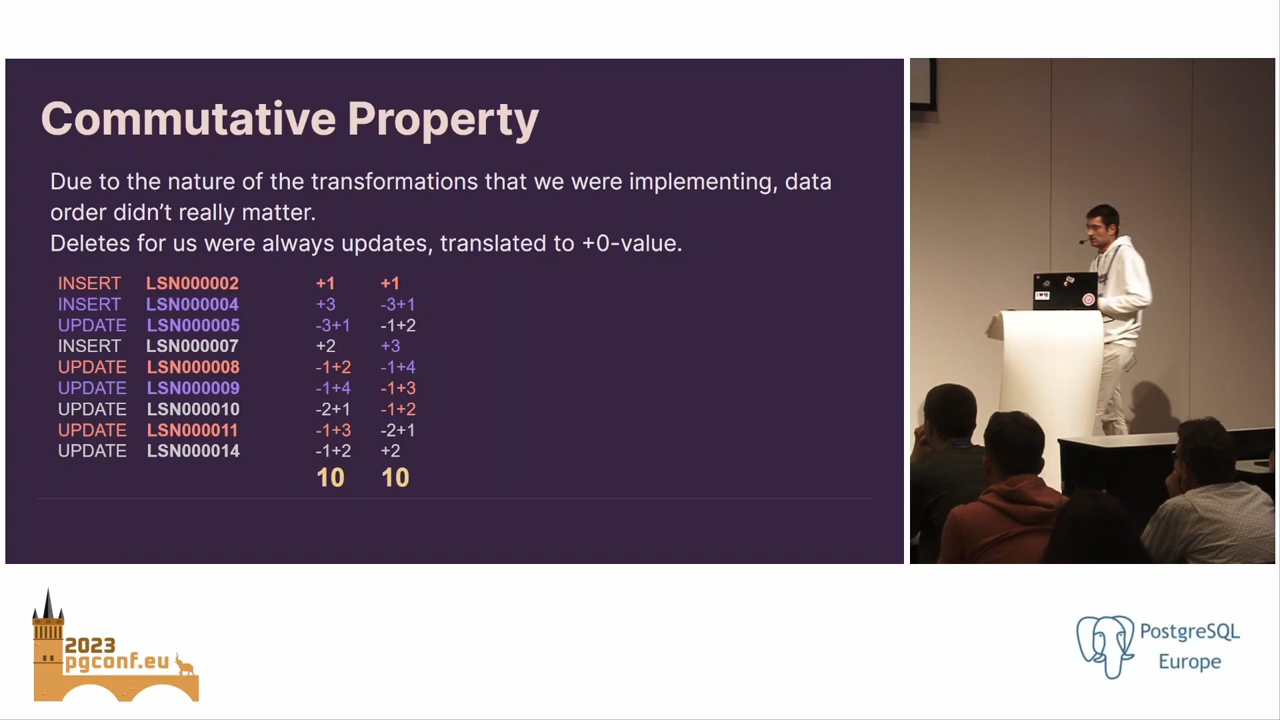 Commutative Property
Due to the nature of the transformations that we were implementing, data
order didn't really matter.
Deletes for us were always updates, translated to +0-value.
INSERT LSN000002 +1 +1
INSERT LSN000004 +3 -3+1
UPDATE LSN000005 -3+1 -1+2
INSERT LSN000007 +2 +3
UPDATE LSN000008 -1+2 -1+4
UPDATE LSN000009 -1+4 -1+3
UPDATE LSN000010 -2+1 -1+2
UPDATE LSN000011 -1+3 -2+1
UPDATE LSN000014 -1+2 +2
10 10
2023
pgconf.eu
PostgreSQL
Europe